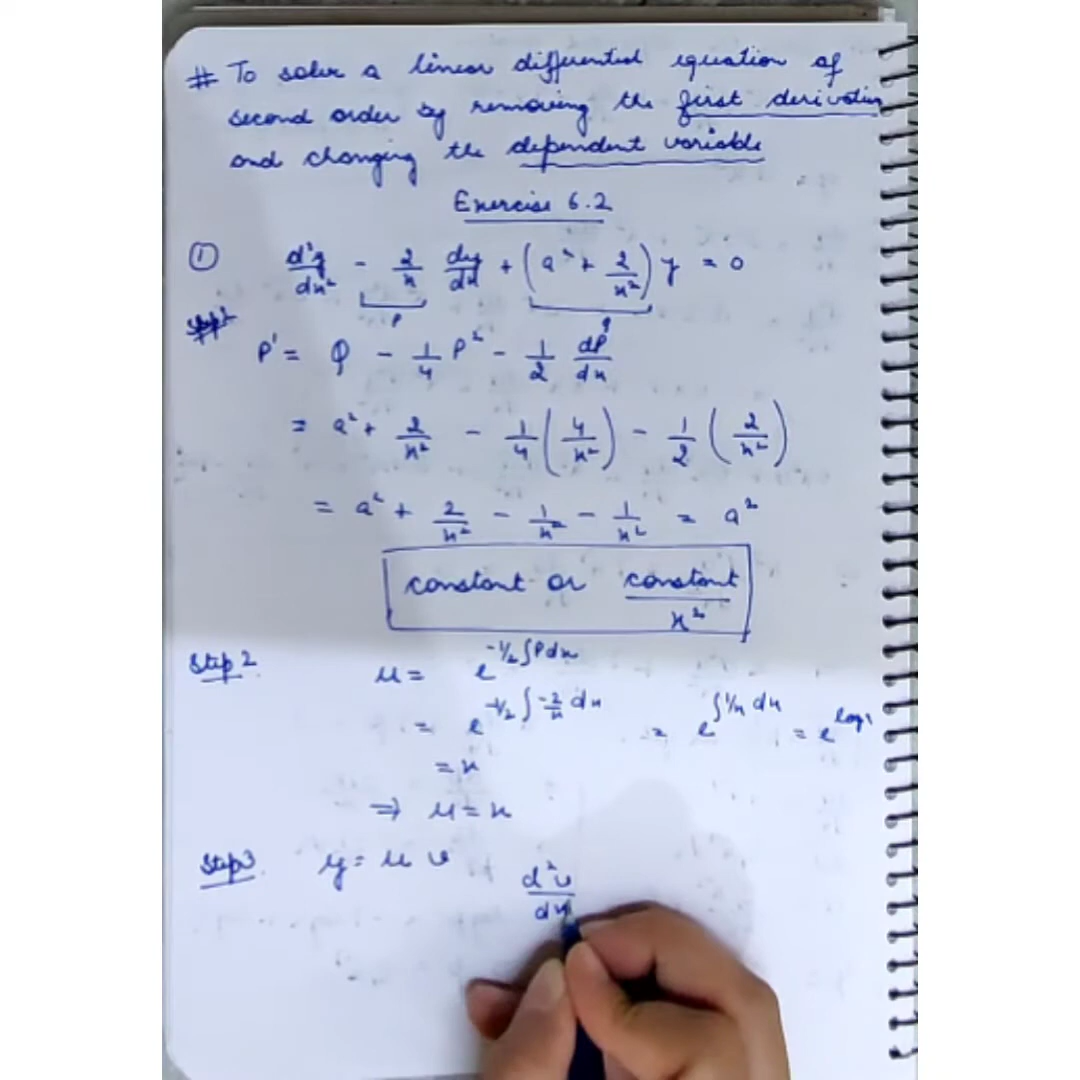 # To solve a linear differential equation of
second order by removing the first derivative
and changing the dependent variable
Exercise 6.2
① d²y/dx² - 2/x dy/dx + (a² + 2/x²) y = 0
P
Q
Step 1
P' = Q - 1/4 P² - 1/2 dP/dx
= a² + 2/x² - 1/4 (4/x²) - 1/2 (2/x²)
= a² + 2/x² - 1/x² - 1/x² = a²
constant or constant/x²
Step 2 u = e^(-1/2 ∫P dx)
= e^(-1/2 ∫ -2/x dx) = e^(∫1/x dx) = e^(log x)
= x
⇒ u = x
Step 3 y = u v d²v/dx